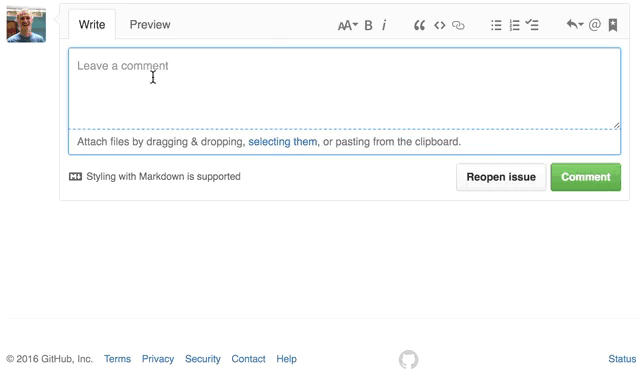 Write Preview AA B i
Leave a comment
Attach files by dragging & dropping, selecting them, or pasting from the clipboard.
Styling with Markdown is supported Reopen issue Comment
© 2016 GitHub, Inc. Terms Privacy Security Contact Help Status